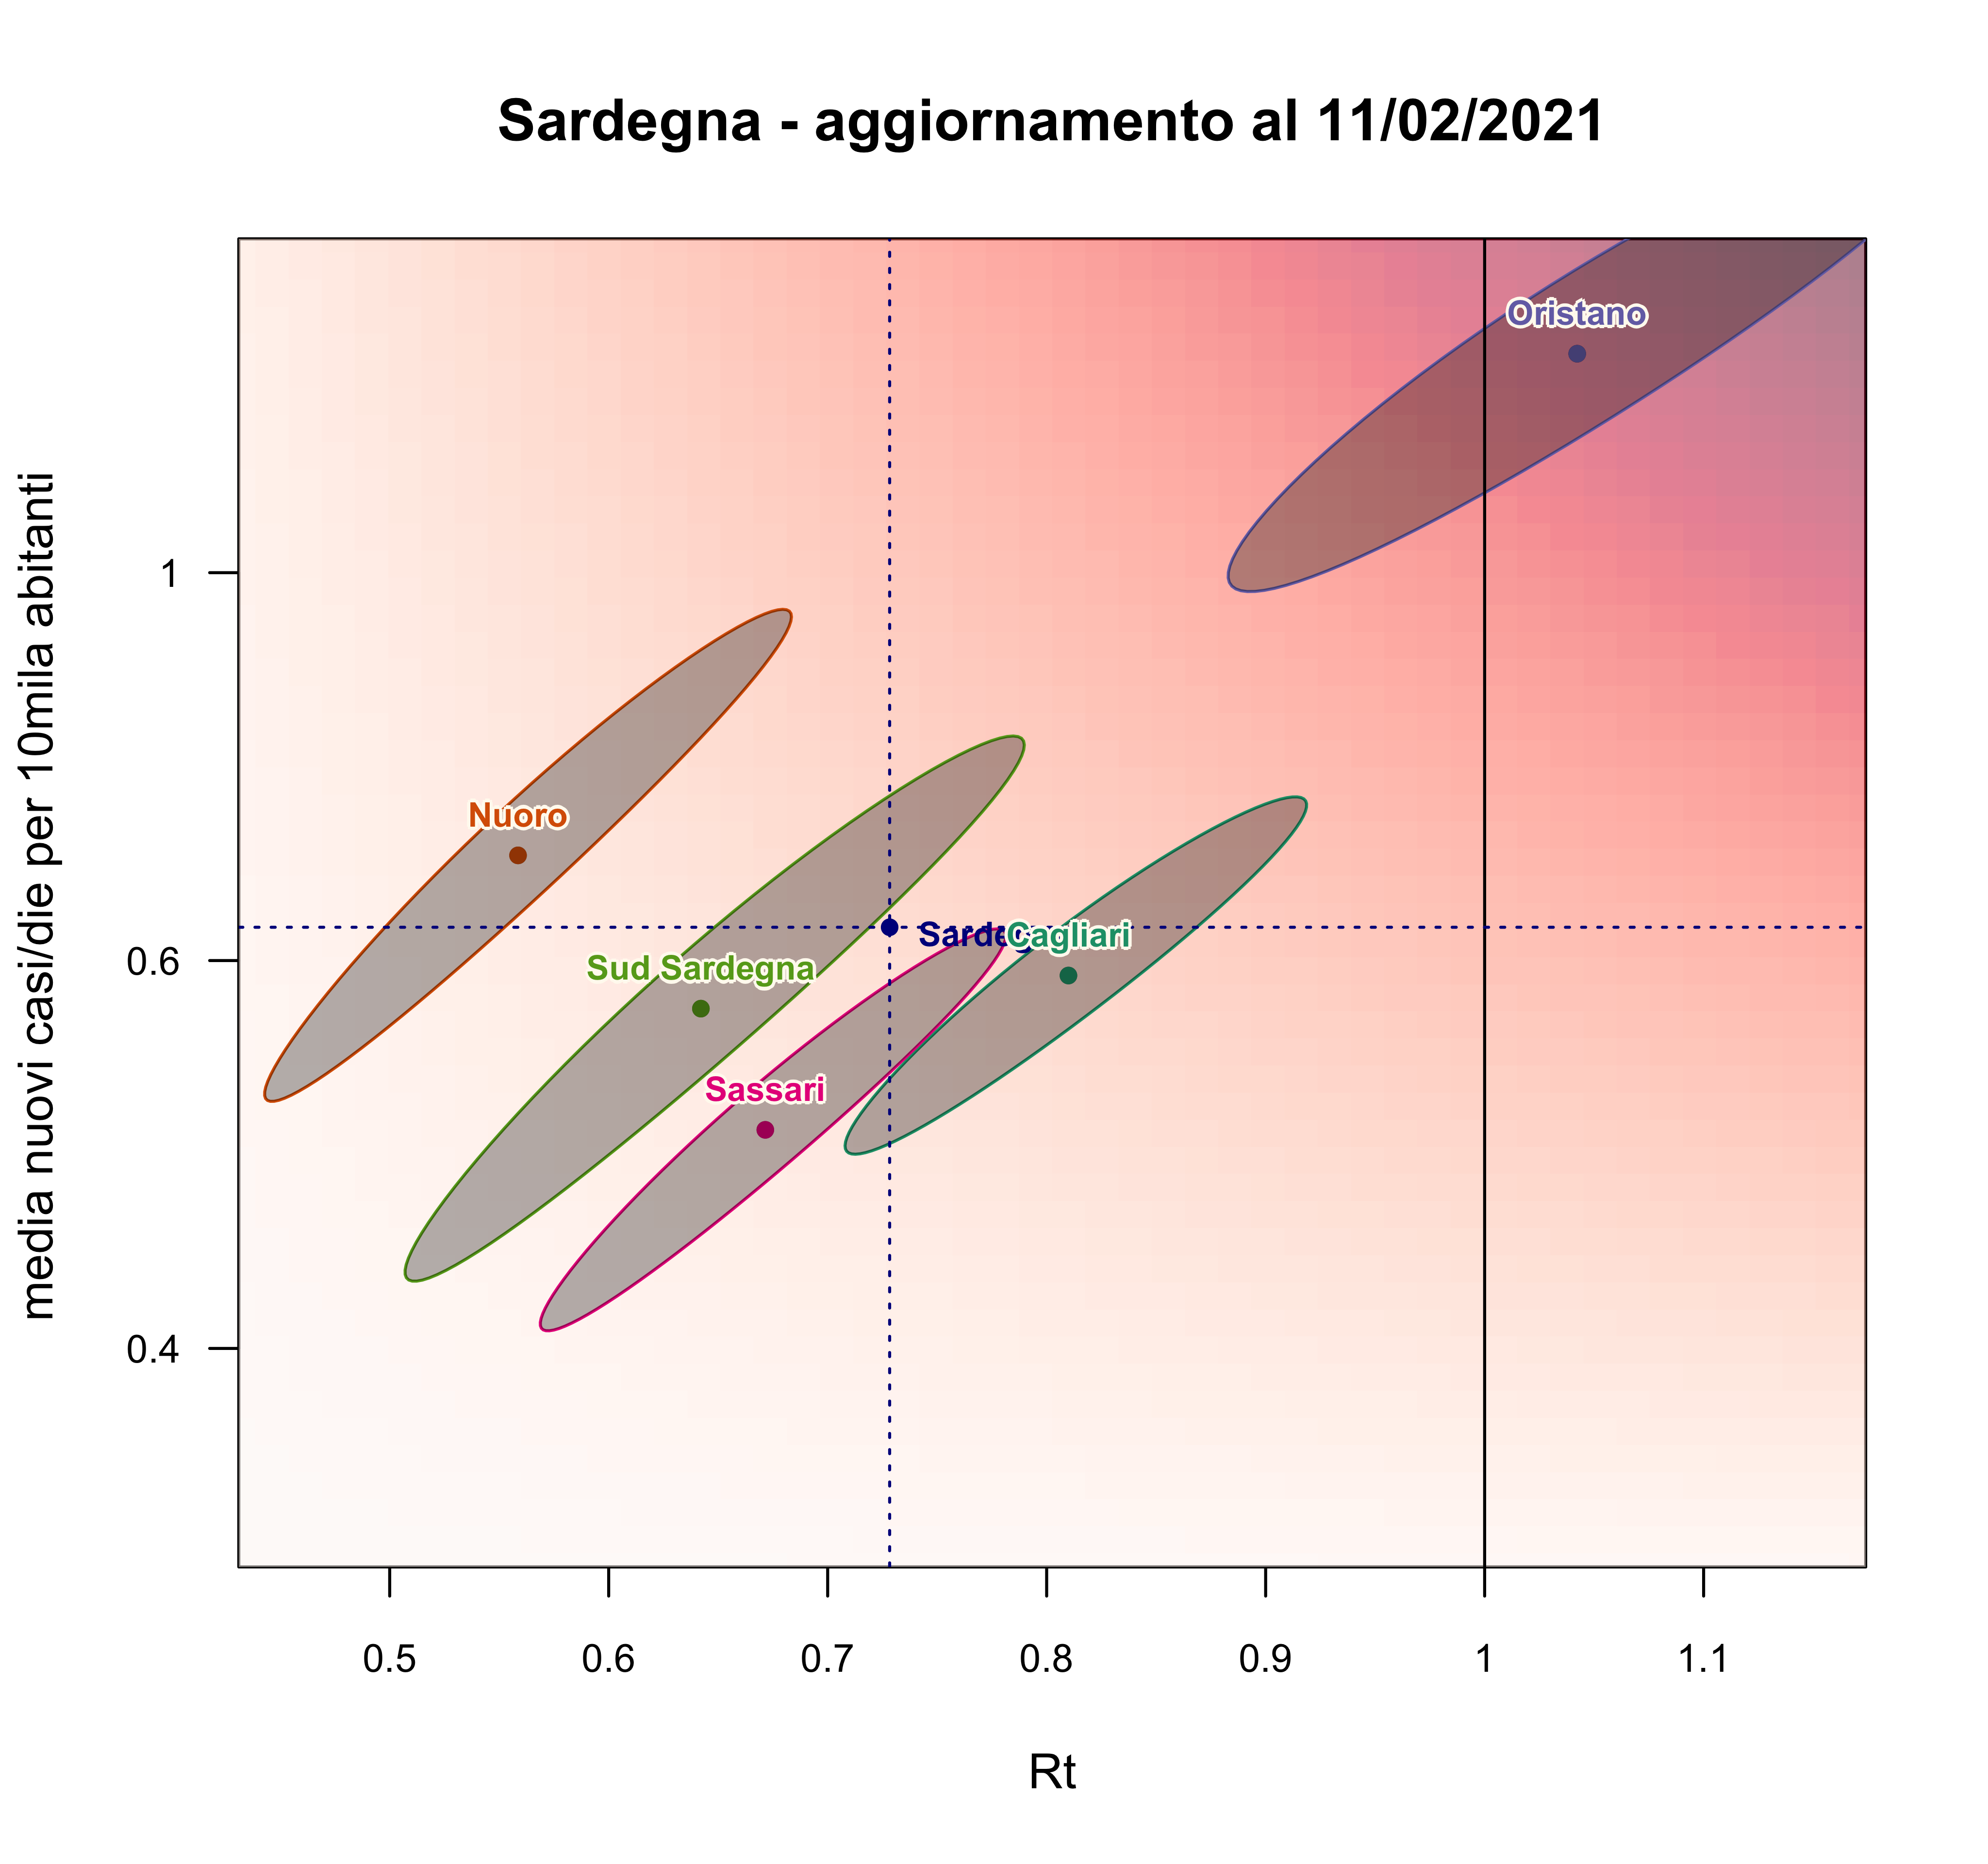 Sardegna - aggiornamento al 11/02/2021
media nuovi casi/die per 10mila abitanti
1
0.6
0.4
Oristano
Nuoro
Cagliari
Sud Sardegna
Sassari
0.5 0.6 0.7 0.8 0.9 1 1.1
Rt